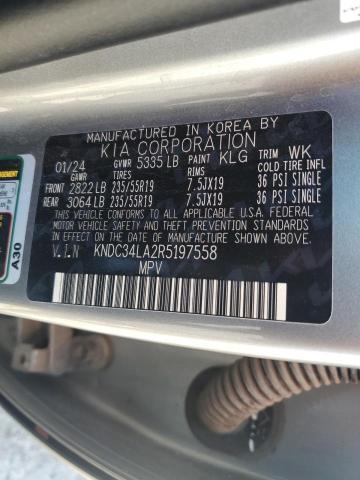 MANUFACTURED IN KOREA BY
KIA CORPORATION
01/24 GVWR 5335 LB PAINT KLG TRIM WK
GAWR TIRES RIMS COLD TIRE INFL
FRONT 2822 LB 235/55R19 7.5JX19 36 PSI SINGLE
REAR 3064 LB 235/55R19 7.5JX19 36 PSI SINGLE
THIS VEHICLE CONFORMS TO ALL APPLICABLE U.S.A. FEDERAL
MOTOR VEHICLE SAFETY AND THEFT PREVENTION STANDARDS
IN EFFECT ON THE DATE OF MANUFACTURE SHOWN ABOVE.
V.I.N KNDC34LA2R5197558
MPV
A30